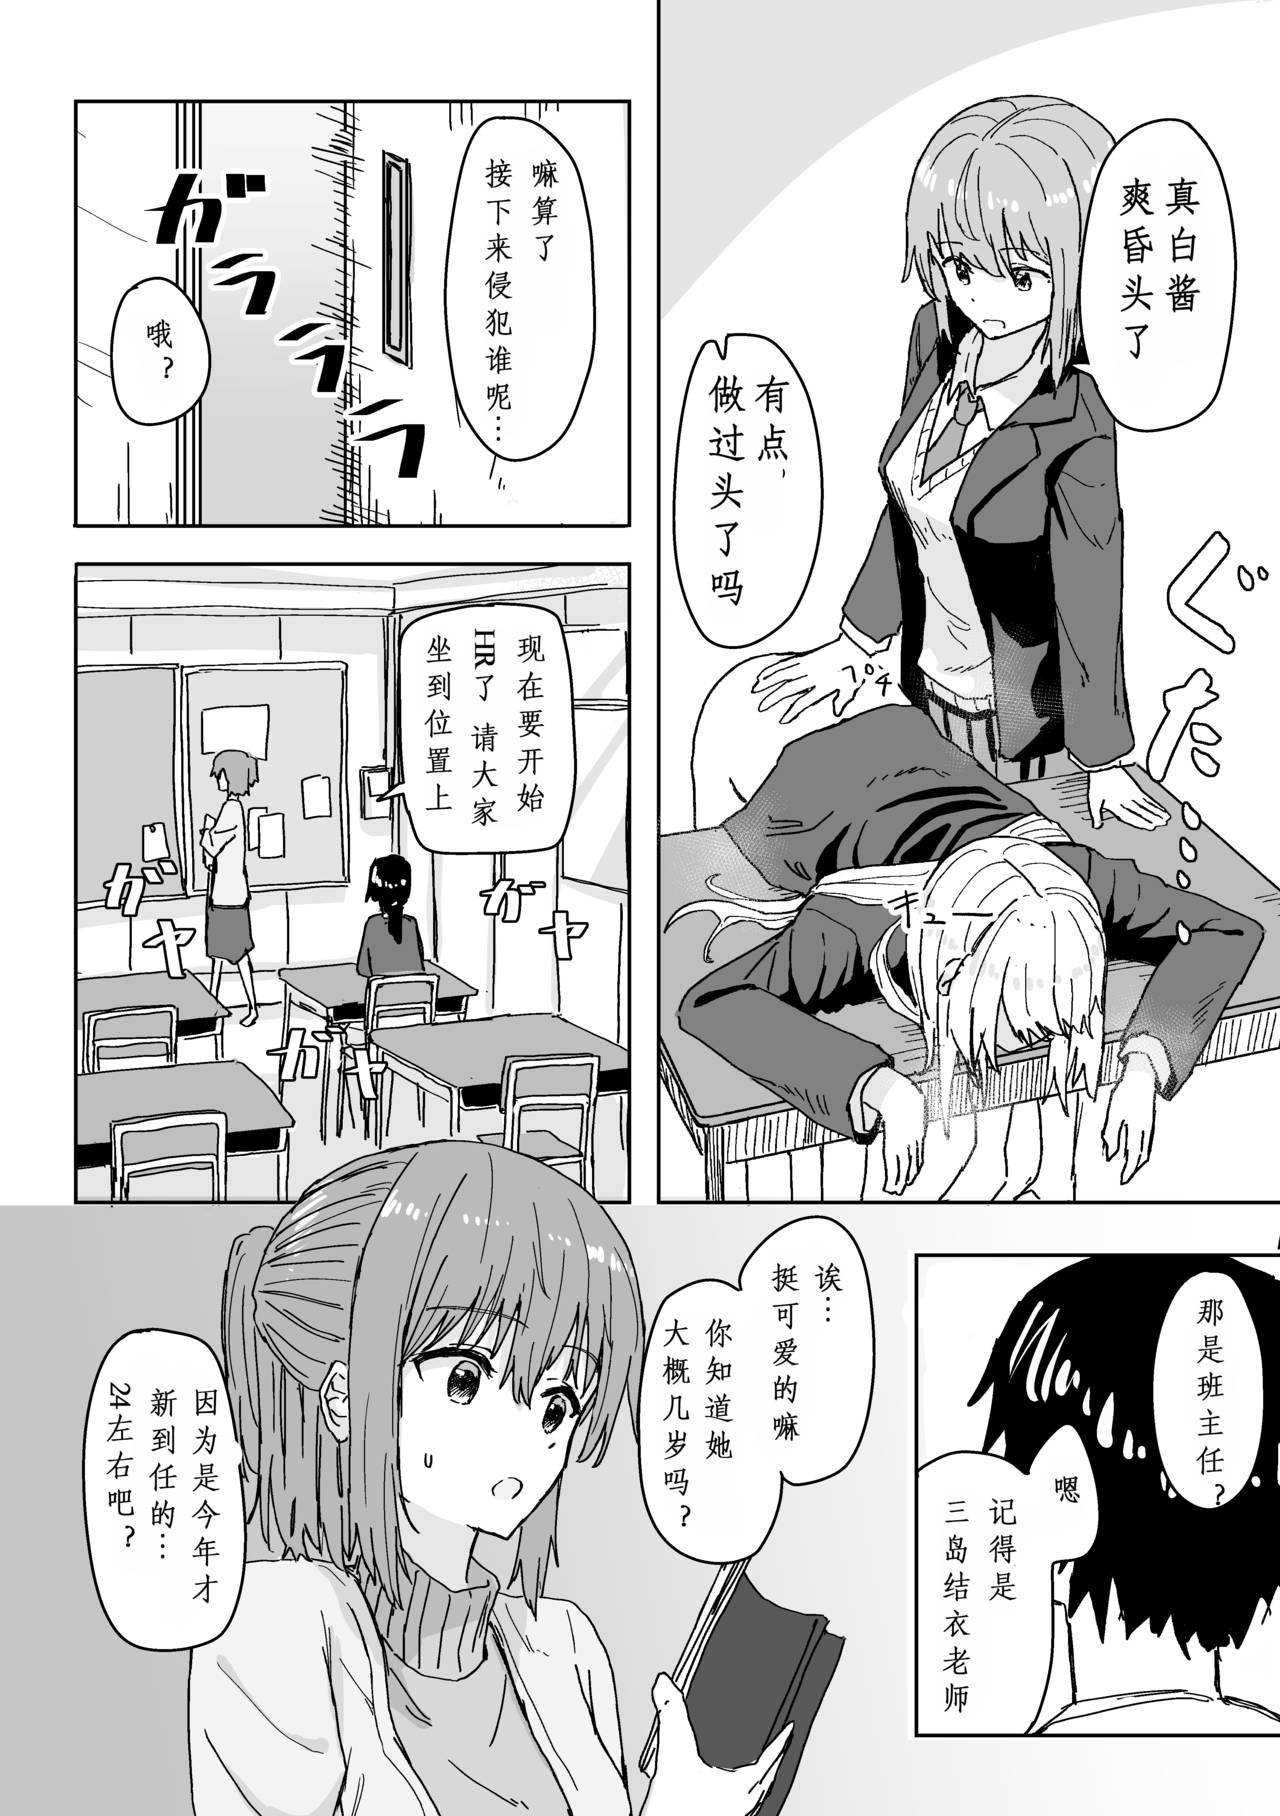 真白酱
爽昏头了
有点，
做过头了吗
ぐ
た
ペチ
キュー
嘛算了
接下来侵犯谁呢…
ガ
ラ
ラ
ッ
哦？
现在要开始
HR了 请大家
坐到位置上
ガヤ
ガヤ
ガヤ
那是班主任？
嗯
记得是
三岛结衣老师
诶…
挺可爱的嘛
你知道她
大概几岁吗？
因为是今年才
新到任的…
24左右吧？